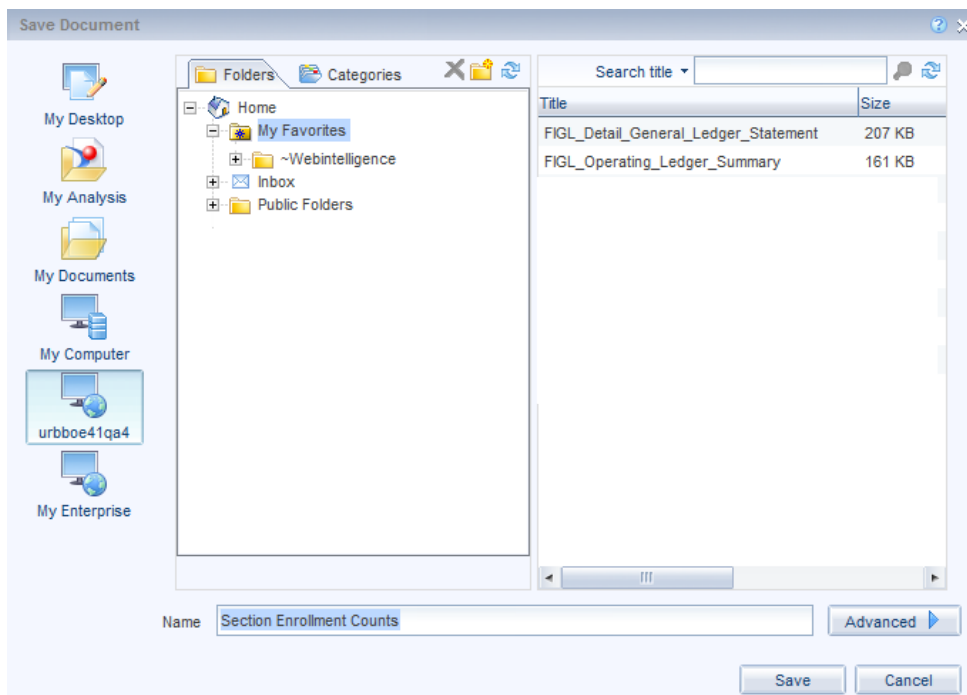 Save Document
My Desktop
My Analysis
My Documents
My Computer
urbboe41qa4
My Enterprise
Folders
Categories
Home
My Favorites
~Webintelligence
Inbox
Public Folders
Search title
Title Size
FIGL_Detail_General_Ledger_Statement 207 KB
FIGL_Operating_Ledger_Summary 161 KB
Name Section Enrollment Counts Advanced
Save Cancel